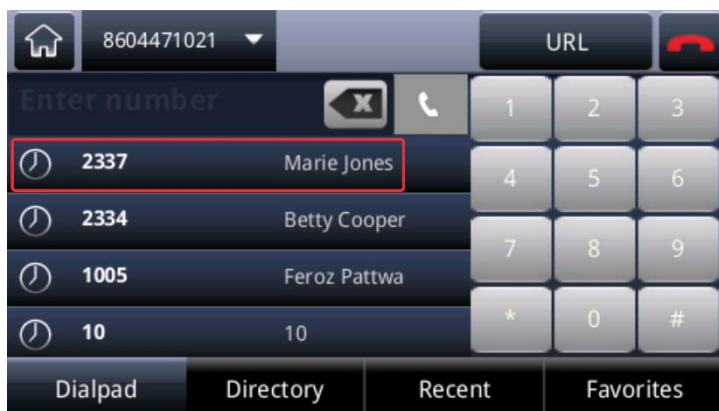 8604471021
URL
Enter number
X
1 2 3
2337 Marie Jones
4 5 6
2334 Betty Cooper
7 8 9
1005 Feroz Pattwa
* 0 #
10 10
Dialpad Directory Recent Favorites